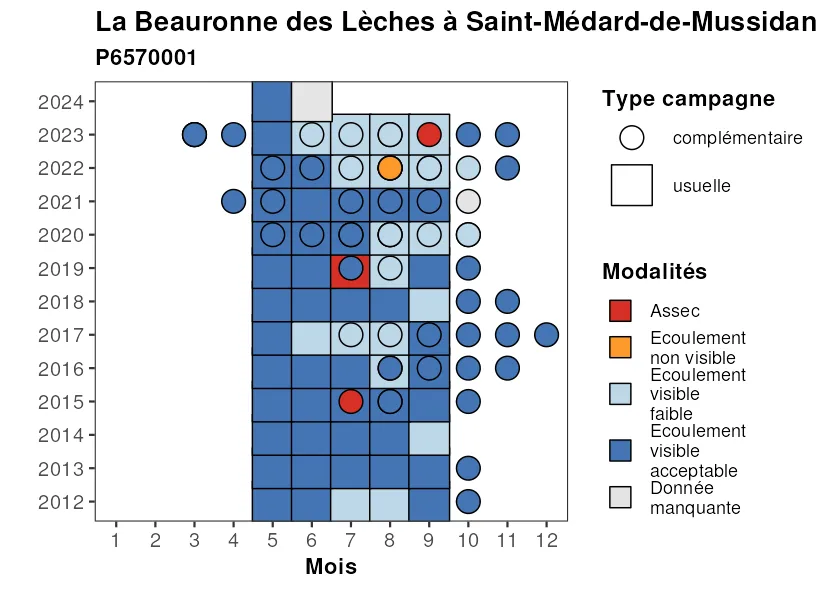 La Beauronne des Lèches à Saint-Médard-de-Mussidan
P6570001
2024
2023
2022
2021
2020
2019
2018
2017
2016
2015
2014
2013
2012
1 2 3 4 5 6 7 8 9 10 11 12
Mois
Type campagne
complémentaire
usuelle
Modalités
Assec
Ecoulement
non visible
Ecoulement
visible
faible
Ecoulement
visible
acceptable
Donnée
manquante